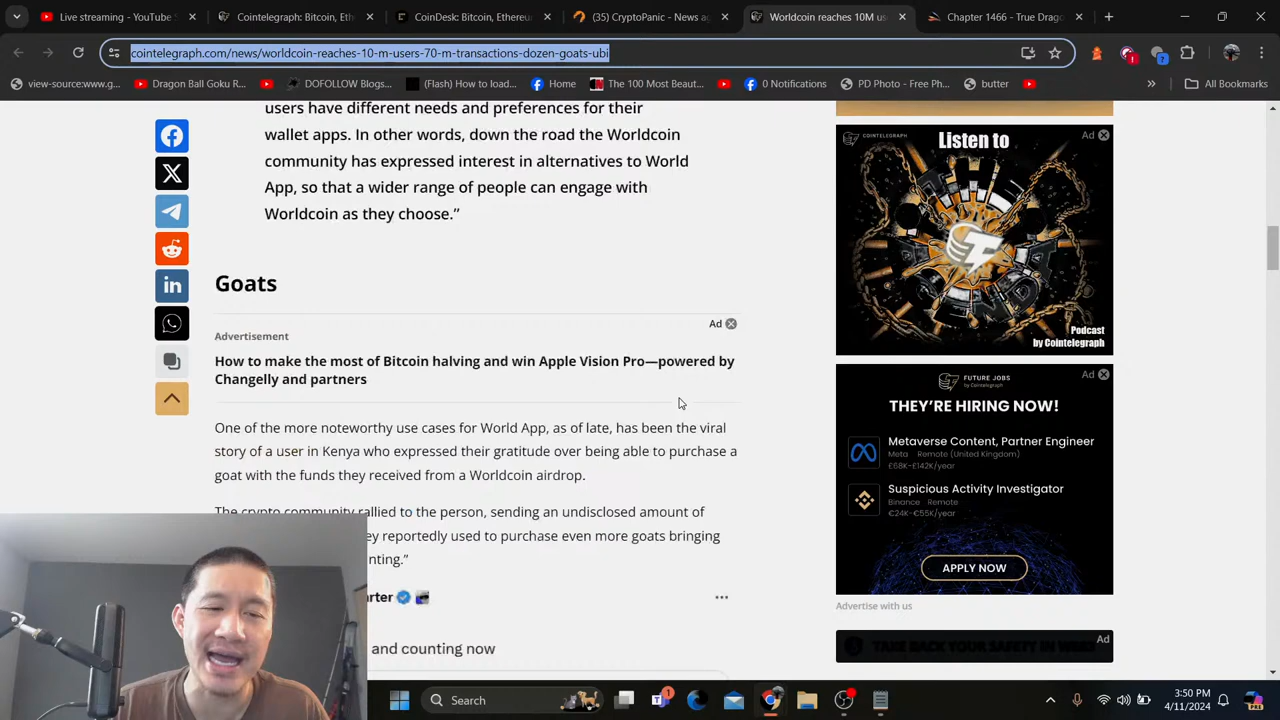 Live streaming - YouTube S
Cointelegraph: Bitcoin, Et
CoinDesk: Bitcoin, Ethereu
(35) CryptoPanic - News ag
Worldcoin reaches 10M us
Chapter 1466 - True Drago
cointelegraph.com/news/worldcoin-reaches-10-m-users-70-m-transactions-dozen-goats-ubi
view-source:www.g...
Dragon Ball Goku R...
DOFOLLOW Blogs...
(Flash) How to load...
Home
The 100 Most Beaut...
0 Notifications
PD Photo - Free Ph...
butter
All Bookmarks
users have different needs and preferences for their
wallet apps. In other words, down the road the Worldcoin
community has expressed interest in alternatives to World
App, so that a wider range of people can engage with
Worldcoin as they choose.”
Goats
Ad
Advertisement
How to make the most of Bitcoin halving and win Apple Vision Pro—powered by
Changelly and partners
One of the more noteworthy use cases for World App, as of late, has been the viral
story of a user in Kenya who expressed their gratitude over being able to purchase a
goat with the funds they received from a Worldcoin airdrop.
The crypto community rallied to the person, sending an undisclosed amount of
ey reportedly used to purchase even more goats bringing
nting.”
arter
and counting now
COINTELEGRAPH
Listen to
Ad
Podcast
by Cointelegraph
FUTURE JOBS
by Cointelegraph
Ad
THEY'RE HIRING NOW!
Metaverse Content, Partner Engineer
Meta Remote (United Kingdom)
£68K-£142K/year
Suspicious Activity Investigator
Binance Remote
€24K-€55K/year
APPLY NOW
Advertise with us
Ad
TAKE BACK YOUR SAFETY IN WEB3
Search
1
3:50 PM
4/11/2024